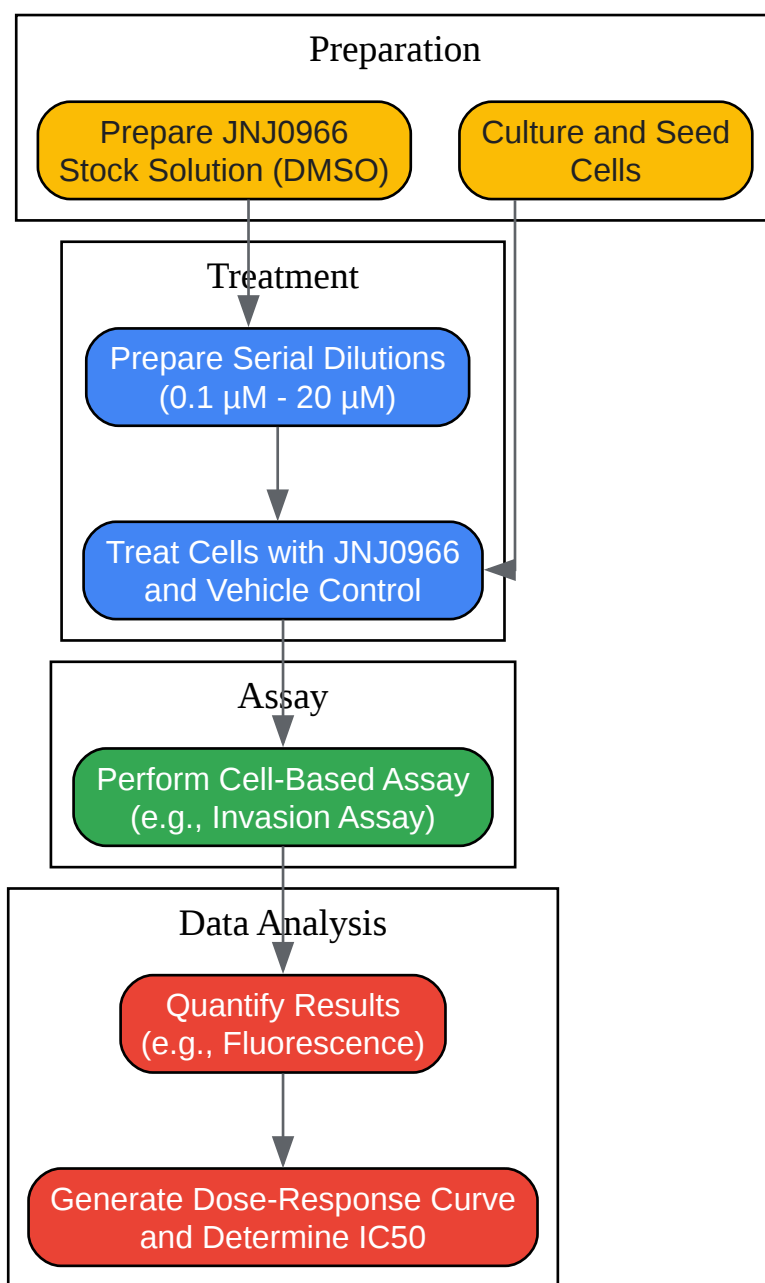 Preparation
Prepare JNJ0966
Stock Solution (DMSO)
Culture and Seed
Cells
Treatment
Prepare Serial Dilutions
(0.1 µM - 20 µM)
Treat Cells with JNJ0966
and Vehicle Control
Assay
Perform Cell-Based Assay
(e.g., Invasion Assay)
Data Analysis
Quantify Results
(e.g., Fluorescence)
Generate Dose-Response Curve
and Determine IC50